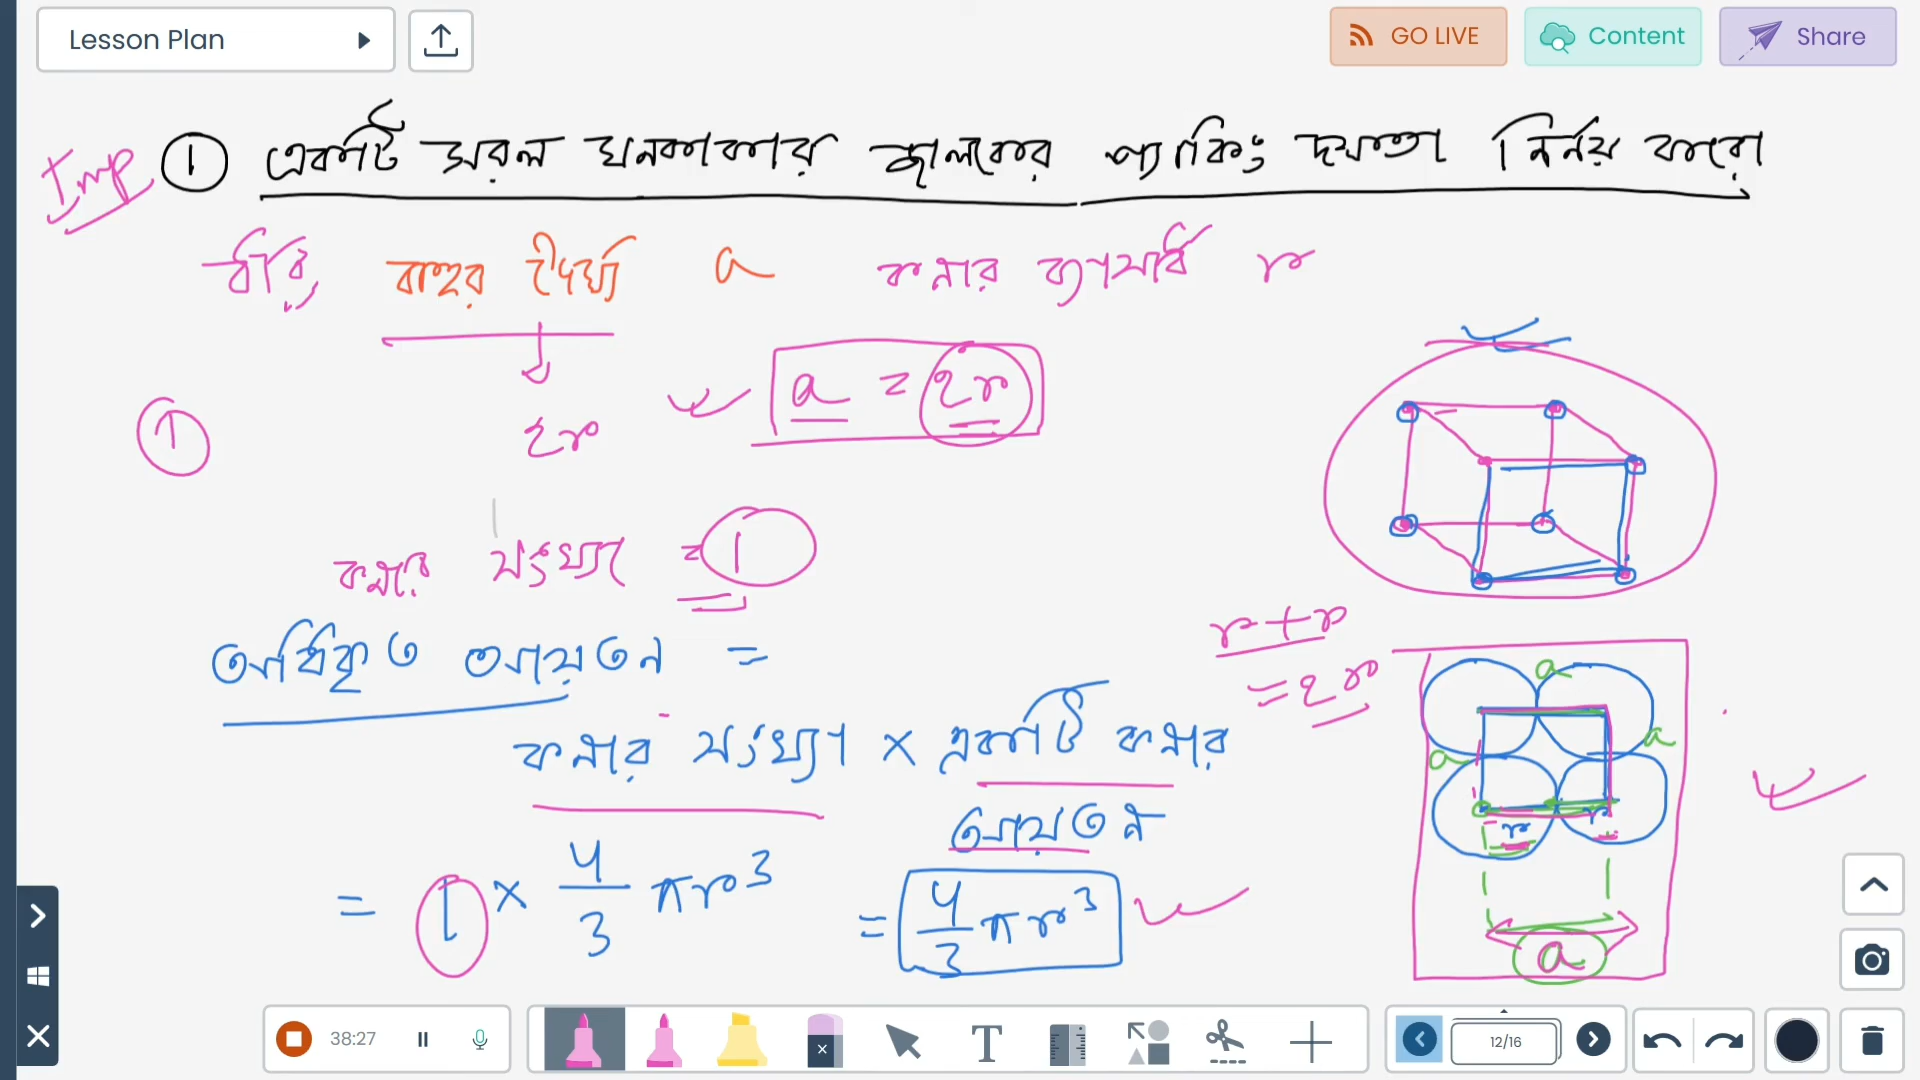 Lesson Plan
GO LIVE
Content
Share
Imp ① একটি সরল ঘনকাকার জালকের প্যাকিং দক্ষতা নির্নয় করো
ধরি, বাহুর দৈর্ঘ্য a কণার ব্যাসার্ধ r
2r
a = 2r
①
কণার সংখ্যা = 1
অধিকৃত আয়তন =
কণার সংখ্যা × একটি কণার
আয়তন
= 1 × 4/3 πr³ = 4/3 πr³
r + r
= 2r
a
a
a
r r
a
38:27
T
12/16